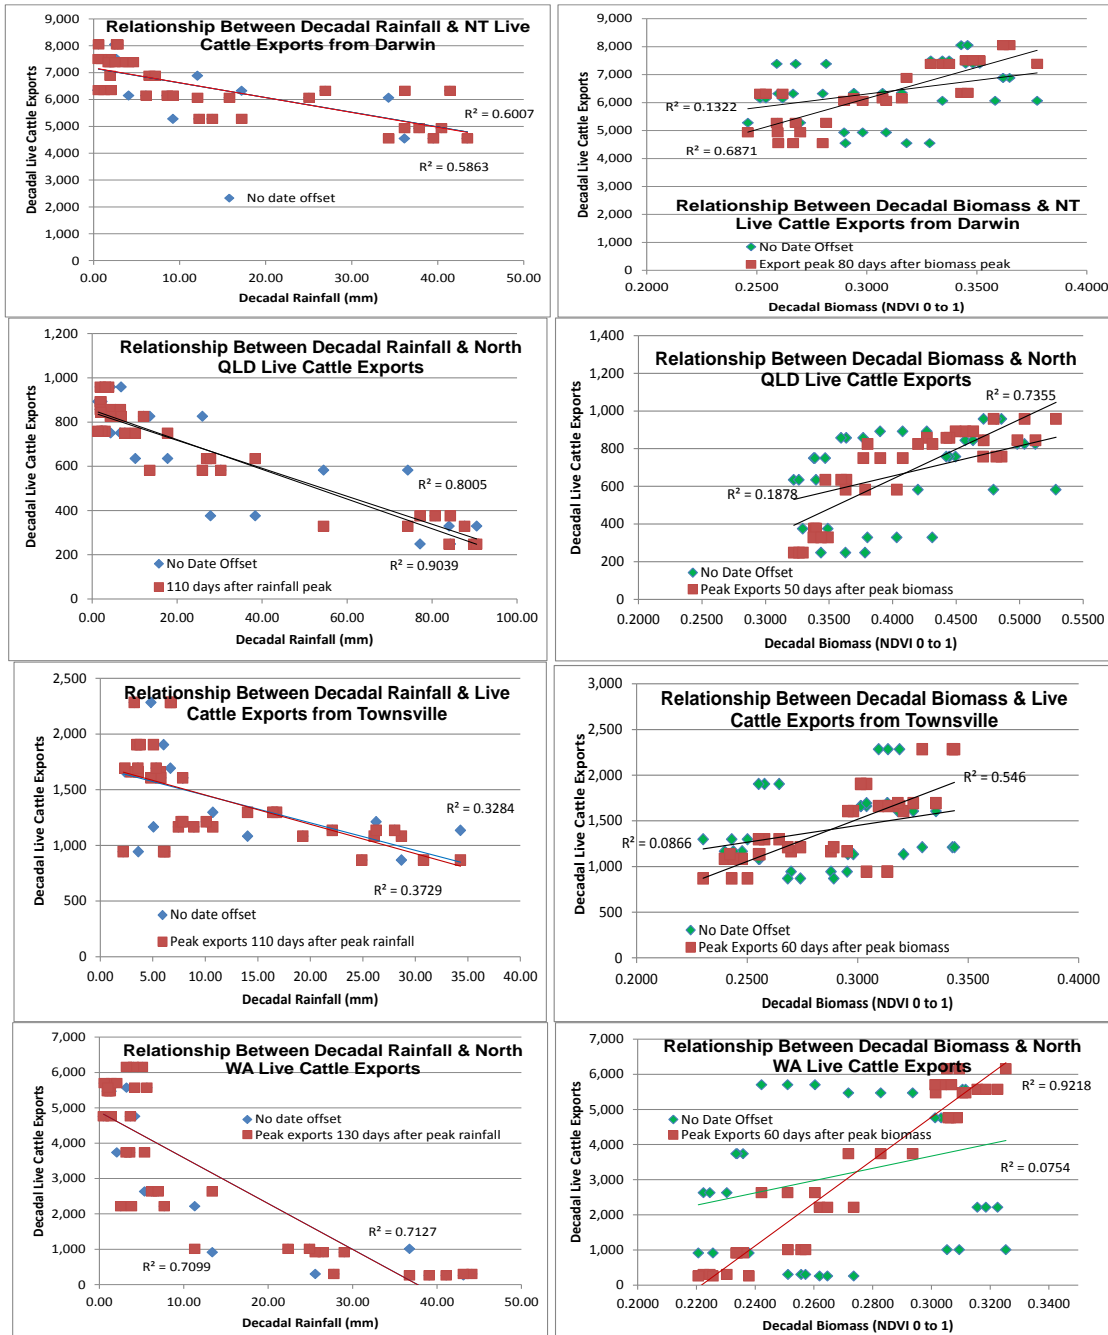 Relationship Between Decadal Rainfall & NT Live
Cattle Exports from Darwin
Decadal Live Cattle Exports
9,000
8,000
7,000
6,000
5,000
4,000
3,000
2,000
1,000
0
R² = 0.6007
R² = 0.5863
No date offset
0.00 10.00 20.00 30.00 40.00 50.00
Decadal Rainfall (mm)
Decadal Live Cattle Exports
9,000
8,000
7,000
6,000
5,000
4,000
3,000
2,000
1,000
0
R² = 0.1322
R² = 0.6871
Relationship Between Decadal Biomass & NT
Live Cattle Exports from Darwin
No Date Offset
Export peak 80 days after biomass peak
0.2000 0.2500 0.3000 0.3500 0.4000
Decadal Biomass (NDVI 0 to 1)
Relationship Between Decadal Rainfall & North
QLD Live Cattle Exports
Decadal Live Cattle Exports
1,200
1,000
800
600
400
200
0
R² = 0.8005
R² = 0.9039
No Date Offset
110 days after rainfall peak
0.00 20.00 40.00 60.00 80.00 100.00
Decadal Rainfall (mm)
Relationship Between Decadal Biomass & North
QLD Live Cattle Exports
Decadal Live Cattle Exports
1,400
1,200
1,000
800
600
400
200
0
R² = 0.7355
R² = 0.1878
No Date Offset
Peak Exports 50 days after peak biomass
0.2000 0.2500 0.3000 0.3500 0.4000 0.4500 0.5000 0.5500
Decadal Biomass (NDVI 0 to 1)
Relationship Between Decadal Rainfall & Live
Cattle Exports from Townsville
Decadal Live Cattle Exports
2,500
2,000
1,500
1,000
500
0
R² = 0.3284
R² = 0.3729
No date offset
Peak exports 110 days after peak rainfall
0.00 5.00 10.00 15.00 20.00 25.00 30.00 35.00 40.00
Decadal Rainfall (mm)
Relationship Between Decadal Biomass & Live
Cattle Exports from Townsville
Decadal Live Cattle Exports
3,000
2,500
2,000
1,500
1,000
500
0
R² = 0.546
R² = 0.0866
No Date Offset
Peak Exports 60 days after peak biomass
0.2000 0.2500 0.3000 0.3500 0.4000
Decadal Biomass (NDVI 0 to 1)
Relationship Between Decadal Rainfall & North
WA Live Cattle Exports
Decadal Live Cattle Exports
7,000
6,000
5,000
4,000
3,000
2,000
1,000
0
No date offset
Peak exports 130 days after peak rainfall
R² = 0.7127
R² = 0.7099
0.00 10.00 20.00 30.00 40.00 50.00
Decadal Rainfall (mm)
Relationship Between Decadal Biomass & North
WA Live Cattle Exports
Decadal Live Cattle Exports
7,000
6,000
5,000
4,000
3,000
2,000
1,000
0
R² = 0.9218
No Date Offset
Peak Exports 60 days after peak biomass
R² = 0.0754
0.2000 0.2200 0.2400 0.2600 0.2800 0.3000 0.3200 0.3400
Decadal Biomass (NDVI 0 to 1)